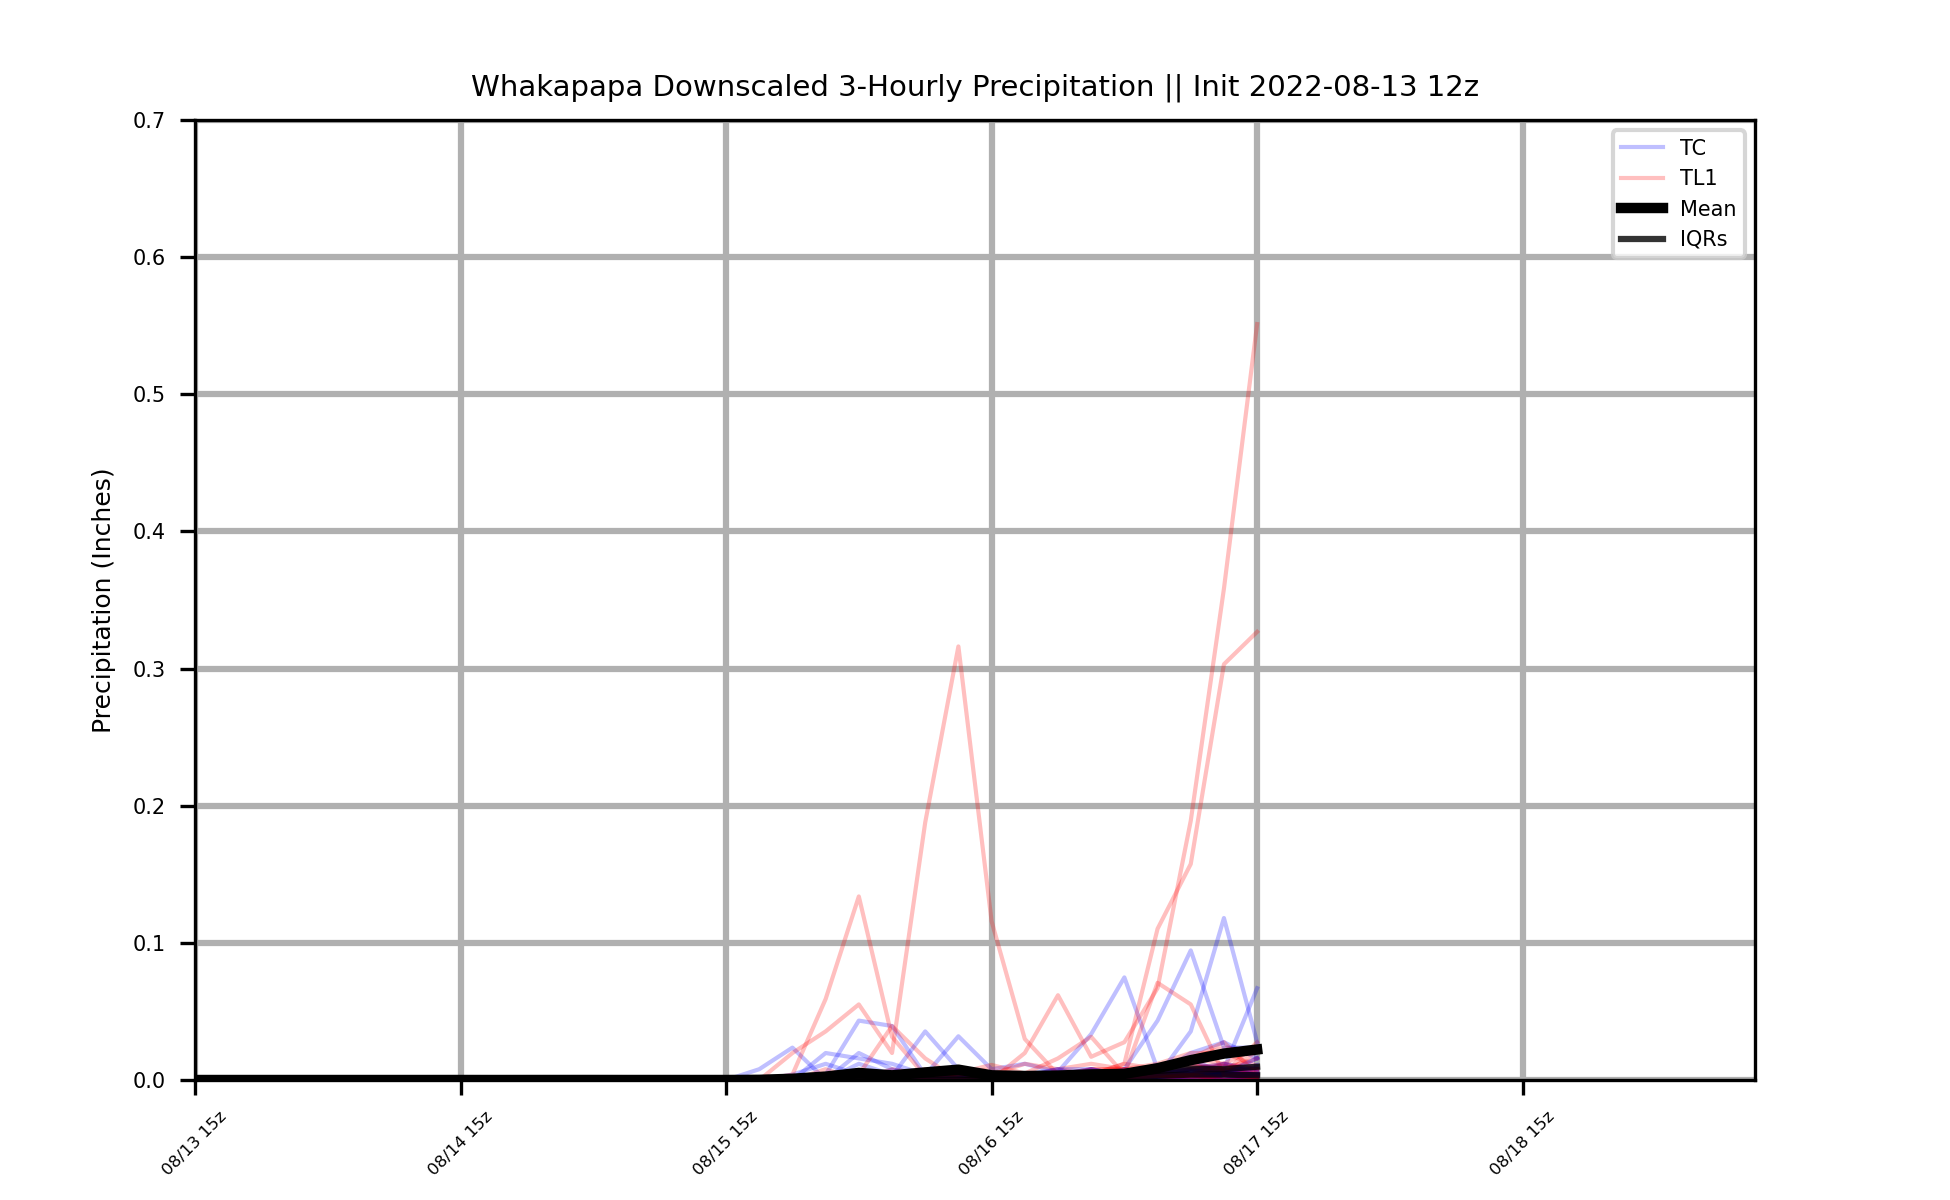 Whakapapa Downscaled 3-Hourly Precipitation || Init 2022-08-13 12z
TC
TL1
Mean
IQRs
Precipitation (Inches)
0.7
0.6
0.5
0.4
0.3
0.2
0.1
0.0
08/13 15z
08/14 15z
08/15 15z
08/16 15z
08/17 15z
08/18 15z